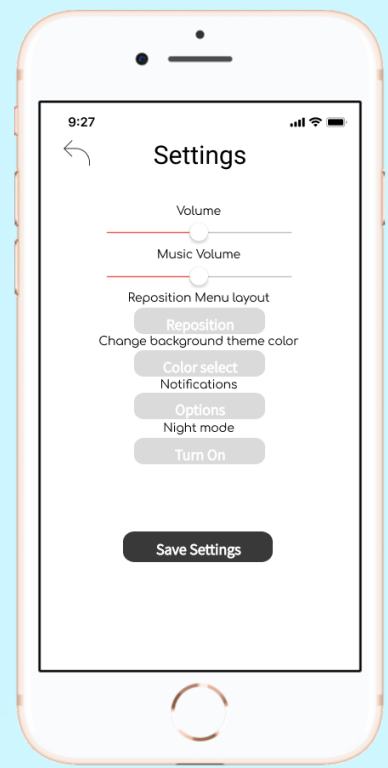 9:27
Settings
Volume
Music Volume
Reposition Menu layout
Reposition
Change background theme color
Color select
Notifications
Options
Night mode
Turn On
Save Settings